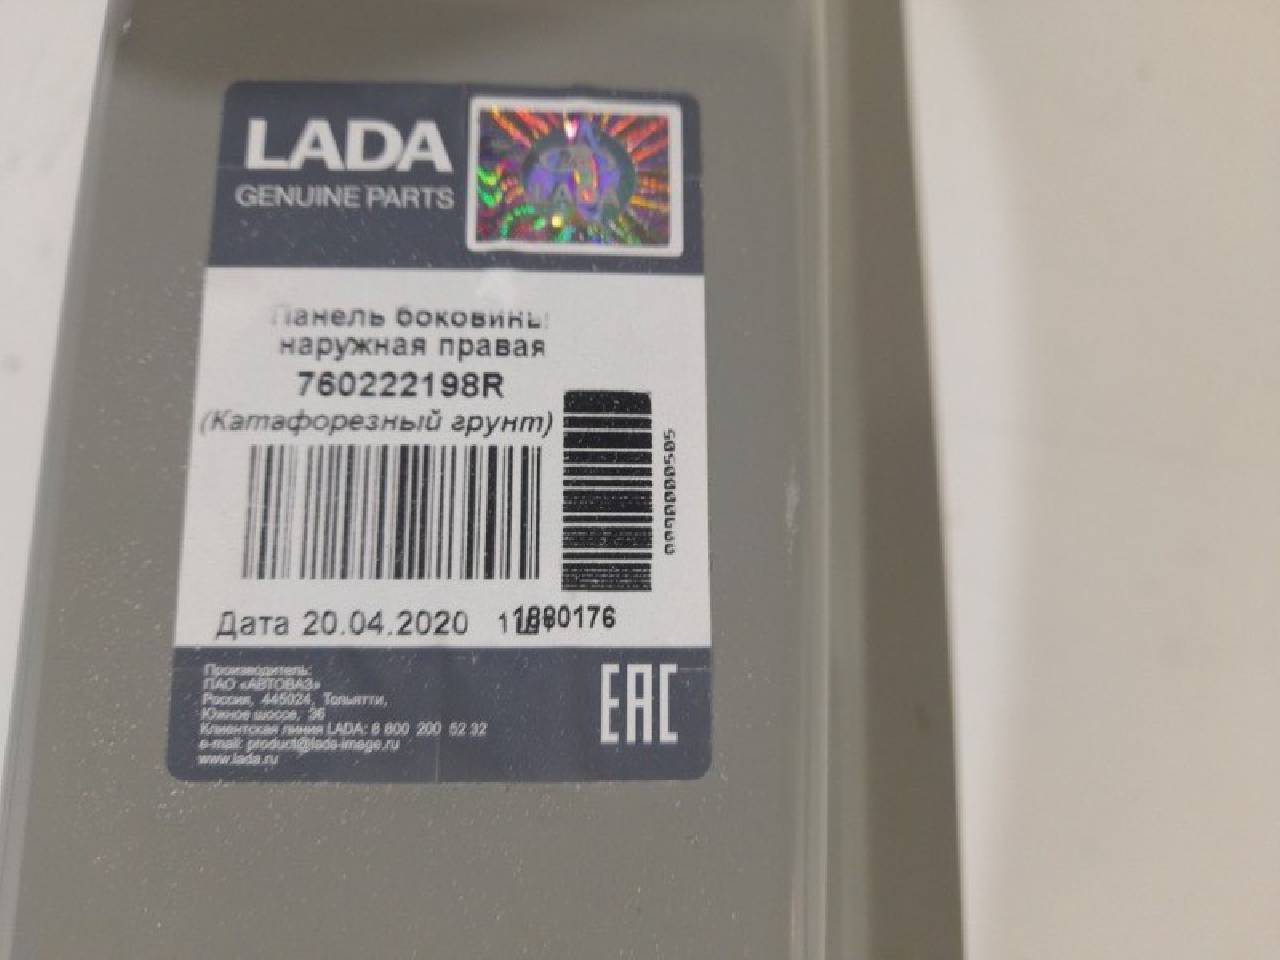 LADA
GENUINE PARTS
LADA
Панель боковины
наружная правая
760222198R
(Катафорезный грунт)
Дата 20.04.2020
1880176
Производитель:
ПАО «АВТОВАЗ»
Россия, 445024, Тольятти,
Южное шоссе, 36
Клиентская линия LADA: 8 800 200 52 32
e-mail: product@lada-image.ru
www.lada.ru
EAC